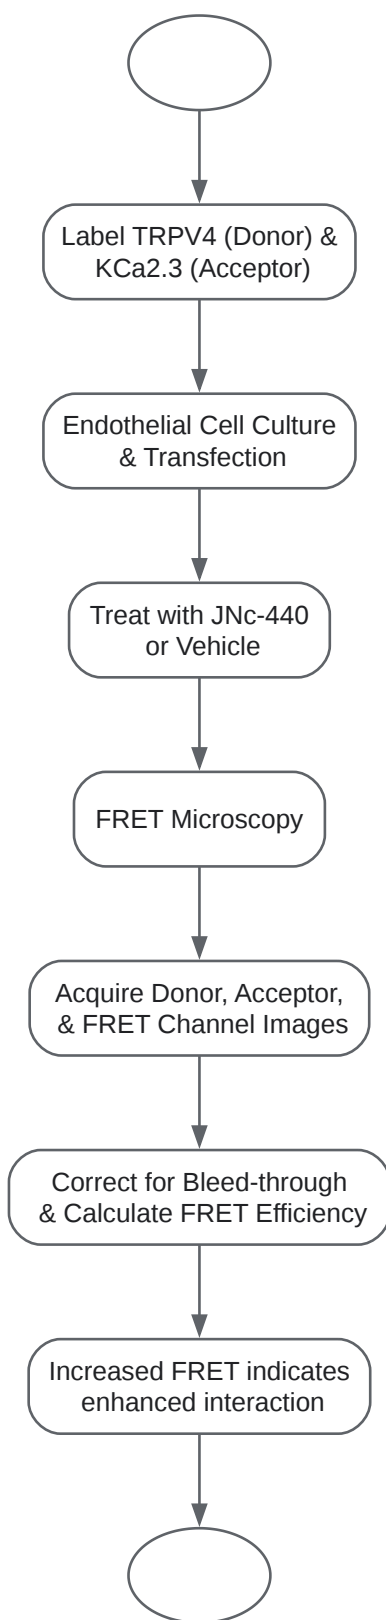 Label TRPV4 (Donor) &
KCa2.3 (Acceptor)
Endothelial Cell Culture
& Transfection
Treat with JNc-440
or Vehicle
FRET Microscopy
Acquire Donor, Acceptor,
& FRET Channel Images
Correct for Bleed-through
& Calculate FRET Efficiency
Increased FRET indicates
enhanced interaction